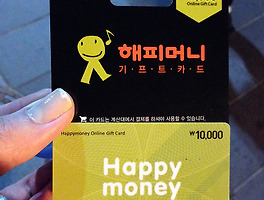 Online Gift Card
해피머니
기프트카드
이 카드는 계산대에서 결제를 하셔야 사용할 수 있습니다.
Happymoney Online Gift Card
₩10,000
Happy
money